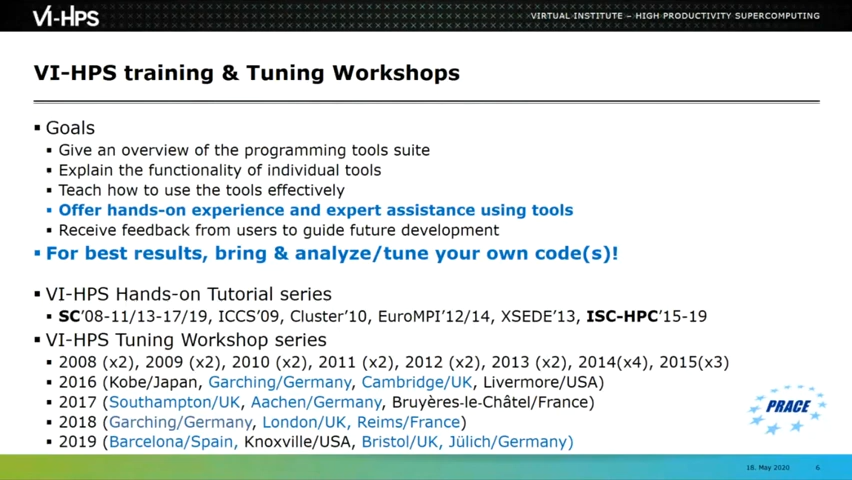 VI-HPS
VIRTUAL INSTITUTE – HIGH PRODUCTIVITY SUPERCOMPUTING
VI-HPS training & Tuning Workshops
▪ Goals
▪ Give an overview of the programming tools suite
▪ Explain the functionality of individual tools
▪ Teach how to use the tools effectively
▪ Offer hands-on experience and expert assistance using tools
▪ Receive feedback from users to guide future development
▪ For best results, bring & analyze/tune your own code(s)!
▪ VI-HPS Hands-on Tutorial series
▪ SC'08-11/13-17/19, ICCS'09, Cluster'10, EuroMPI'12/14, XSEDE'13, ISC-HPC'15-19
▪ VI-HPS Tuning Workshop series
▪ 2008 (x2), 2009 (x2), 2010 (x2), 2011 (x2), 2012 (x2), 2013 (x2), 2014(x4), 2015(x3)
▪ 2016 (Kobe/Japan, Garching/Germany, Cambridge/UK, Livermore/USA)
▪ 2017 (Southampton/UK, Aachen/Germany, Bruyères-le-Châtel/France)
▪ 2018 (Garching/Germany, London/UK, Reims/France)
▪ 2019 (Barcelona/Spain, Knoxville/USA, Bristol/UK, Jülich/Germany)
PRACE
18. May 2020
6